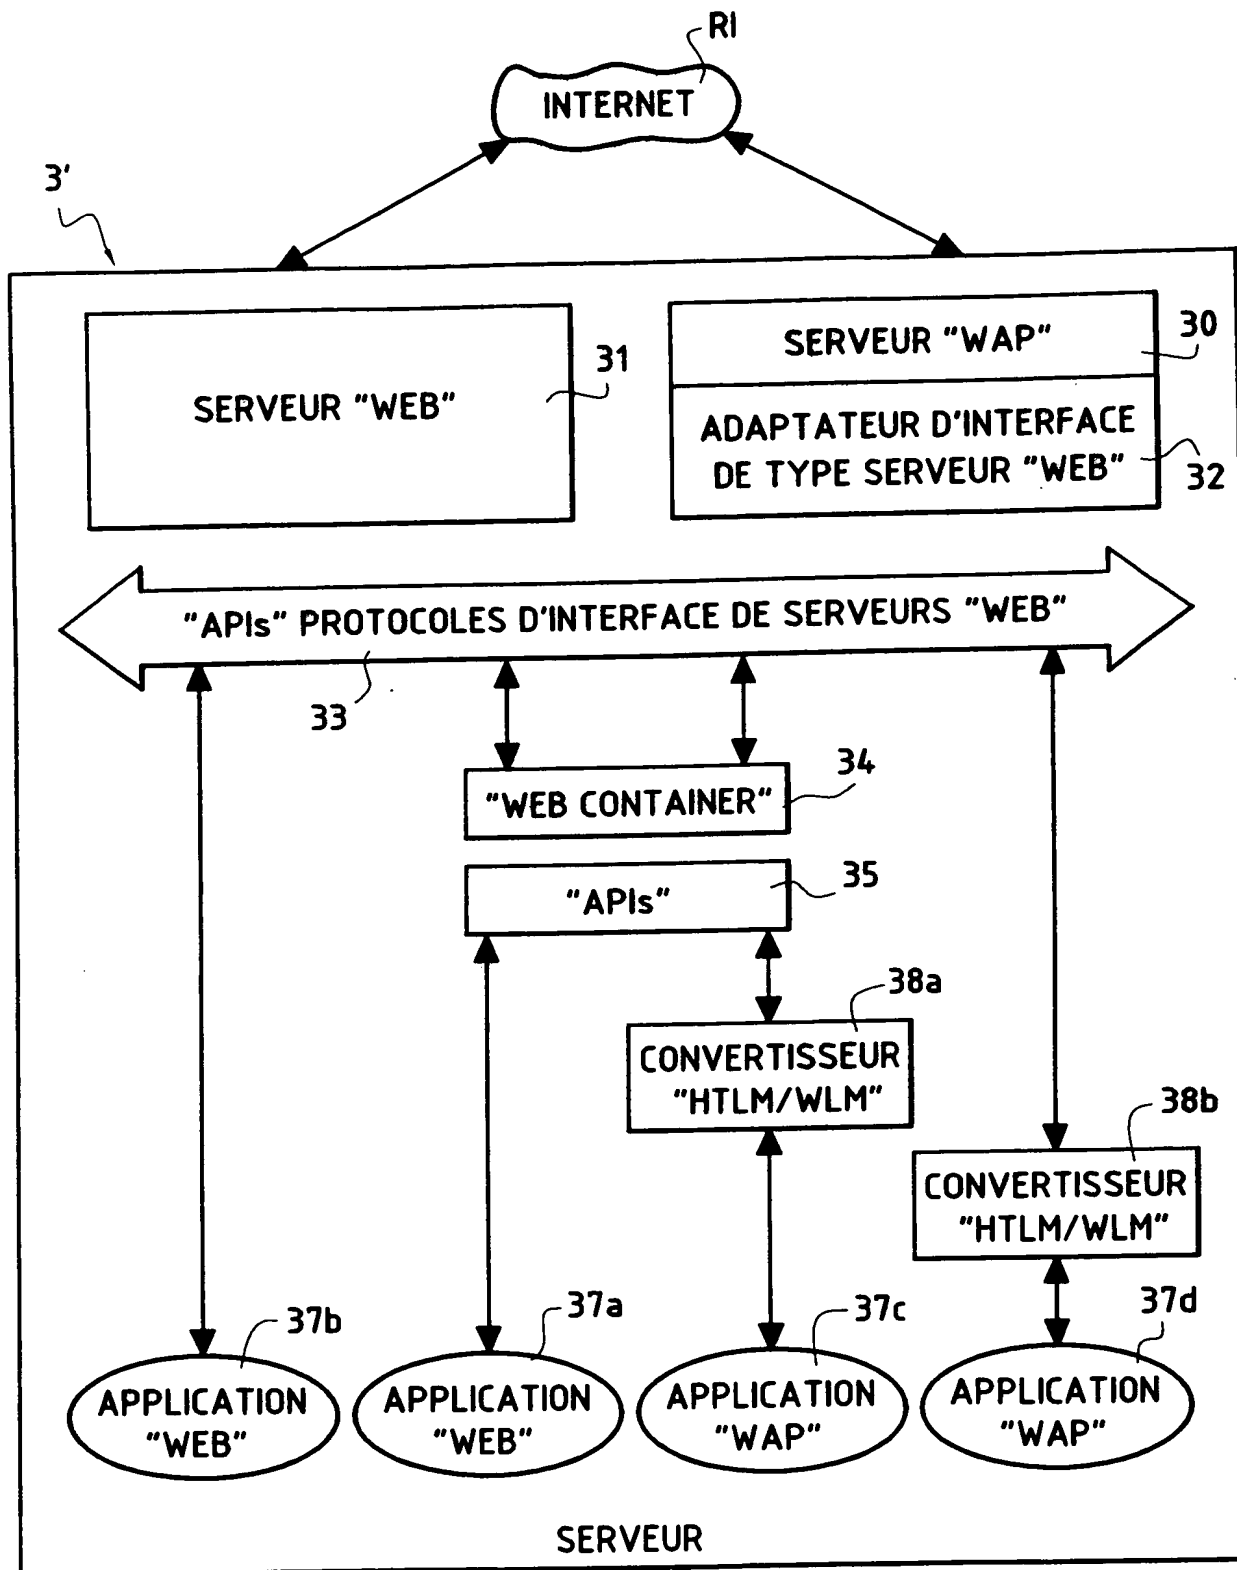 RI
INTERNET
3'
SERVEUR "WEB"
31
SERVEUR "WAP"
30
ADAPTATEUR D'INTERFACE
DE TYPE SERVEUR "WEB"
32
"APIs" PROTOCOLES D'INTERFACE DE SERVEURS "WEB"
33
"WEB CONTAINER"
34
"APIs"
35
38a
CONVERTISSEUR
"HTLM/WLM"
38b
CONVERTISSEUR
"HTLM/WLM"
37b
APPLICATION
"WEB"
37a
APPLICATION
"WEB"
37c
APPLICATION
"WAP"
37d
APPLICATION
"WAP"
SERVEUR